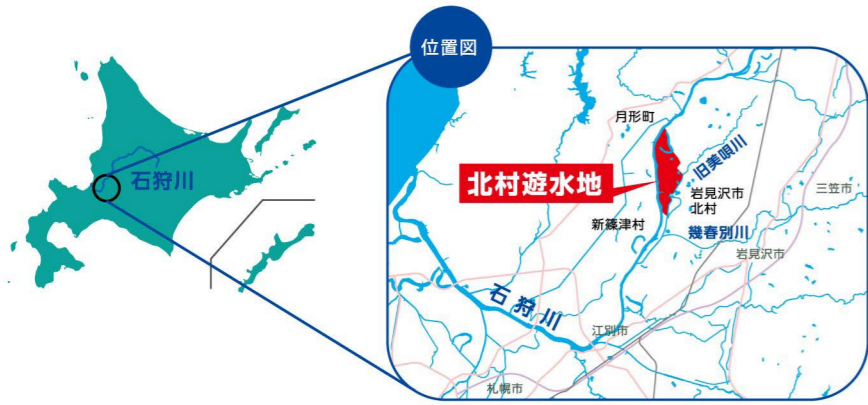 位置図
石狩川
月形町
旧美唄川
北村遊水地
岩見沢市
北村
三笠市
新篠津村
幾春別川
岩見沢市
石狩川
江別市
札幌市